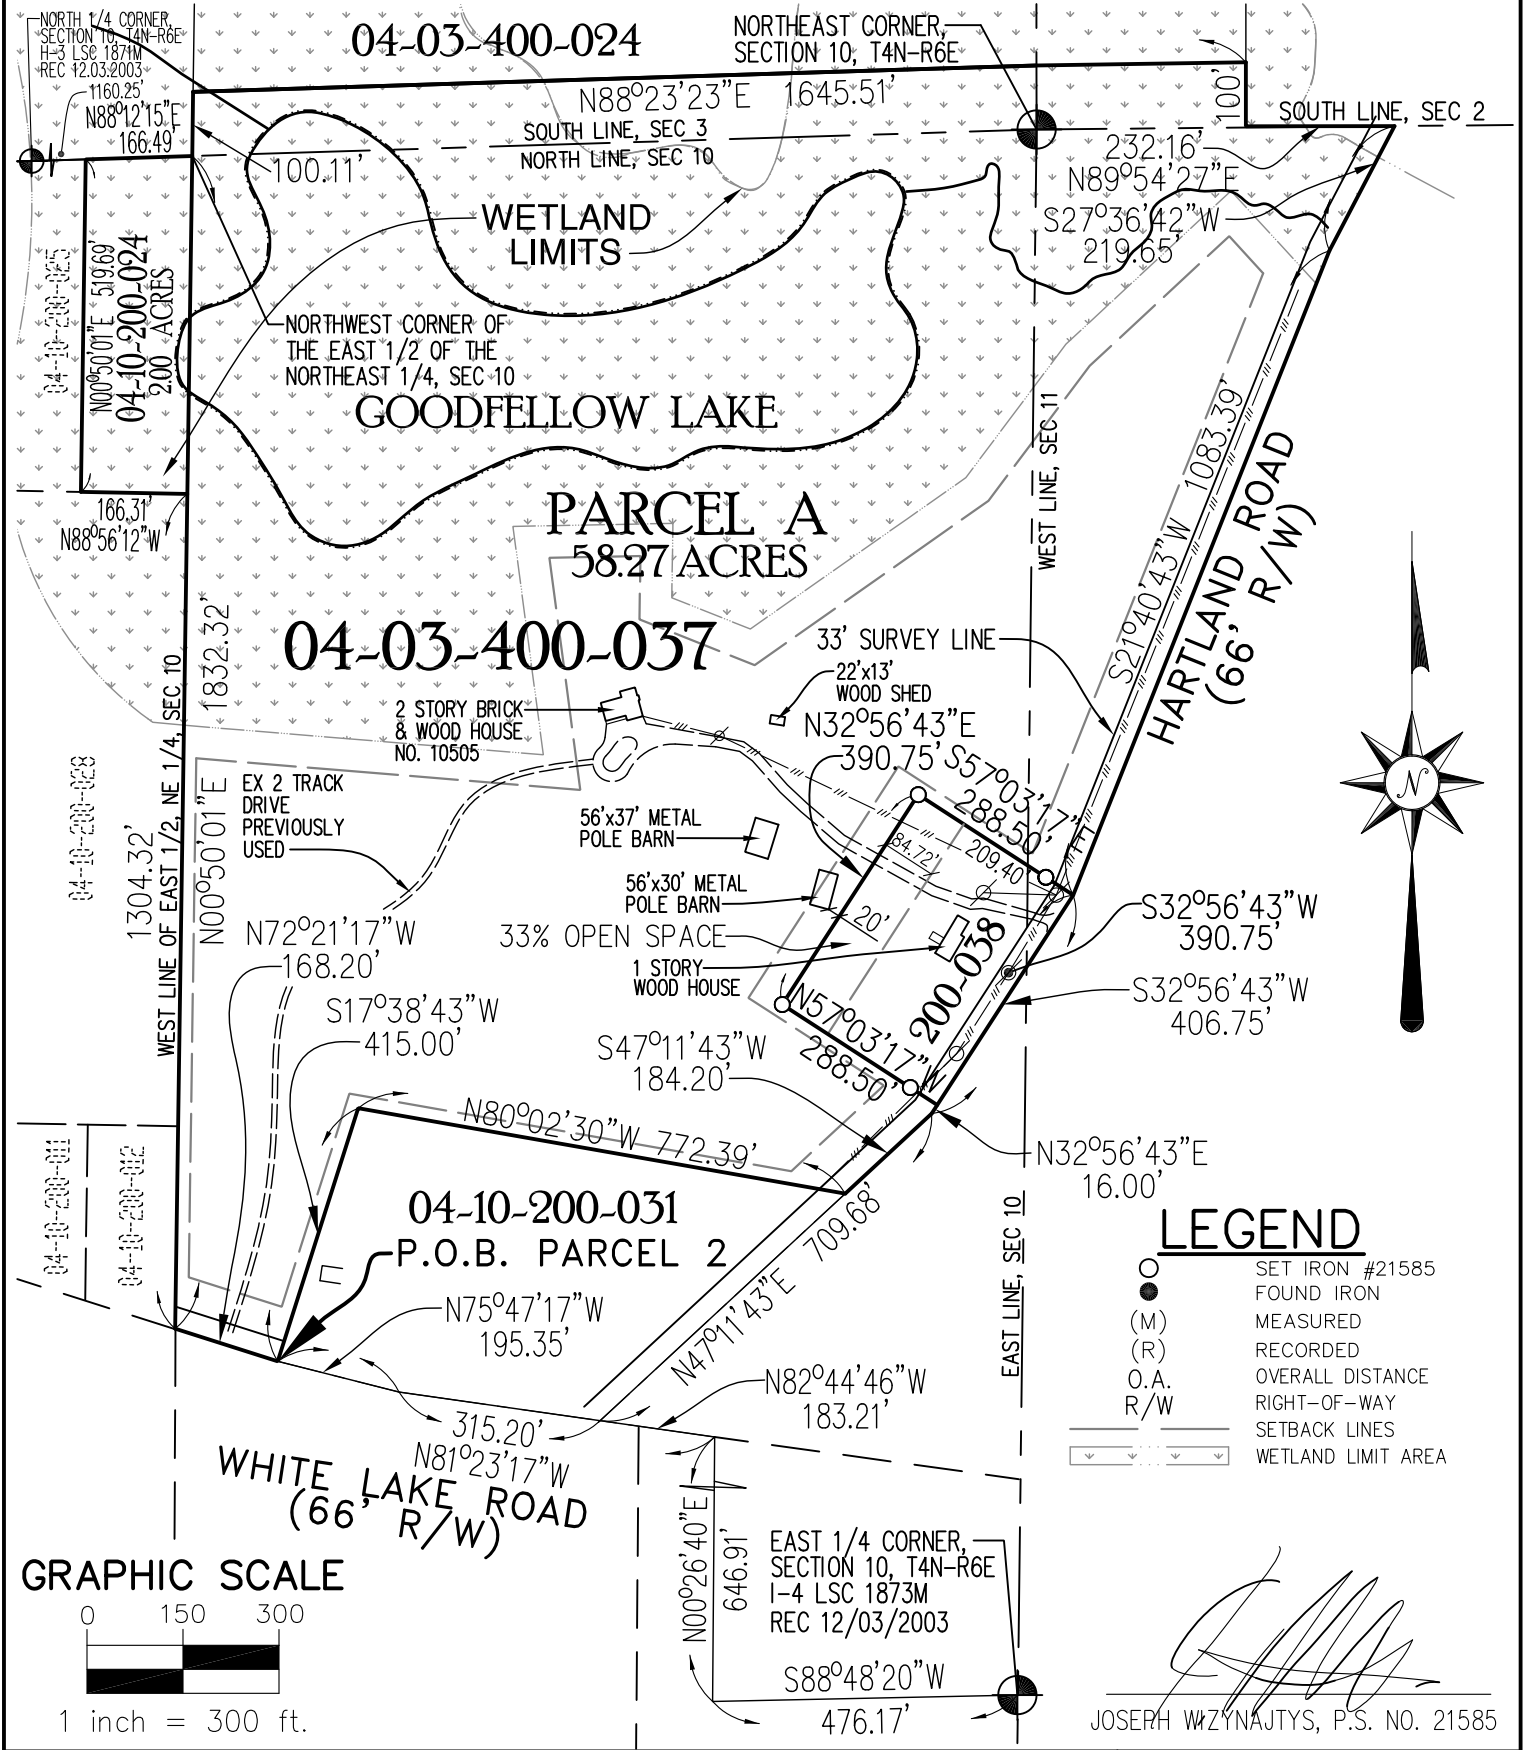 NORTH 1/4 CORNER,
SECTION 10, T4N-R6E
H-3 LSC 1871M
REC 12.03.2003
1160.25'
N88°12'15"E
166.49'
04-03-400-024
NORTHEAST CORNER,
SECTION 10, T4N-R6E
N88°23'23"E 1645.51'
SOUTH LINE, SEC 3
NORTH LINE, SEC 10
100'
SOUTH LINE, SEC 2
232.16'
N89°54'27"E
S27°36'42"W
219.65'
100.11'
WETLAND
LIMITS
04-10-200-025
N00°50'01"E 519.69'
04-10-200-024
2.00 ACRES
NORTHWEST CORNER OF
THE EAST 1/2 OF THE
NORTHEAST 1/4, SEC 10
GOODFELLOW LAKE
WEST LINE, SEC 11
S21°40'43"W 1083.39'
HARTLAND ROAD
(66' R/W)
166.31'
N88°56'12"W
PARCEL A
58.27 ACRES
04-03-400-037
1832.32'
WEST LINE OF EAST 1/2, NE 1/4, SEC 10
33' SURVEY LINE
22'x13'
WOOD SHED
2 STORY BRICK
& WOOD HOUSE
NO. 10505
N32°56'43"E
390.75'
S57°03'17"E
288.50'
84.72'
209.40'
N
04-10-200-028
1304.32'
N00°50'01"E
EX 2 TRACK
DRIVE
PREVIOUSLY
USED
56'x37' METAL
POLE BARN
56'x30' METAL
POLE BARN
20'
33% OPEN SPACE
1 STORY
WOOD HOUSE
200-038
S32°56'43"W
390.75'
S32°56'43"W
406.75'
N72°21'17"W
168.20'
S17°38'43"W
415.00'
N57°03'17"W
288.50'
S47°11'43"W
184.20'
N32°56'43"E
16.00'
N80°02'30"W 772.39'
04-10-200-011
04-10-200-012
04-10-200-031
P.O.B. PARCEL 2
N75°47'17"W
195.35'
N47°11'43"E 709.68'
EAST LINE, SEC 10
N82°44'46"W
183.21'
315.20'
N81°23'17"W
WHITE LAKE ROAD
(66' R/W)
LEGEND
SET IRON #21585
FOUND IRON
(M) MEASURED
(R) RECORDED
O.A. OVERALL DISTANCE
R/W RIGHT-OF-WAY
SETBACK LINES
WETLAND LIMIT AREA
N00°26'40"E
646.91'
EAST 1/4 CORNER,
SECTION 10, T4N-R6E
I-4 LSC 1873M
REC 12/03/2003
S88°48'20"W
476.17'
GRAPHIC SCALE
0 150 300
1 inch = 300 ft.
JOSEPH WIZYNAJTYS, P.S. NO. 21585